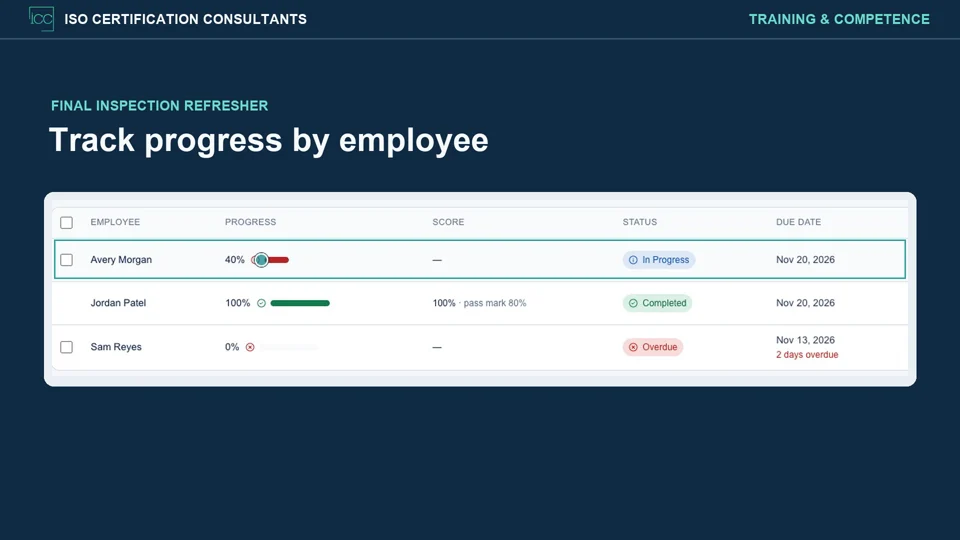 ICC ISO CERTIFICATION CONSULTANTS
TRAINING & COMPETENCE
FINAL INSPECTION REFRESHER
Track progress by employee
EMPLOYEE PROGRESS SCORE STATUS DUE DATE
Avery Morgan 40% — In Progress Nov 20, 2026
Jordan Patel 100% 100% · pass mark 80% Completed Nov 20, 2026
Sam Reyes 0% — Overdue Nov 13, 2026
2 days overdue